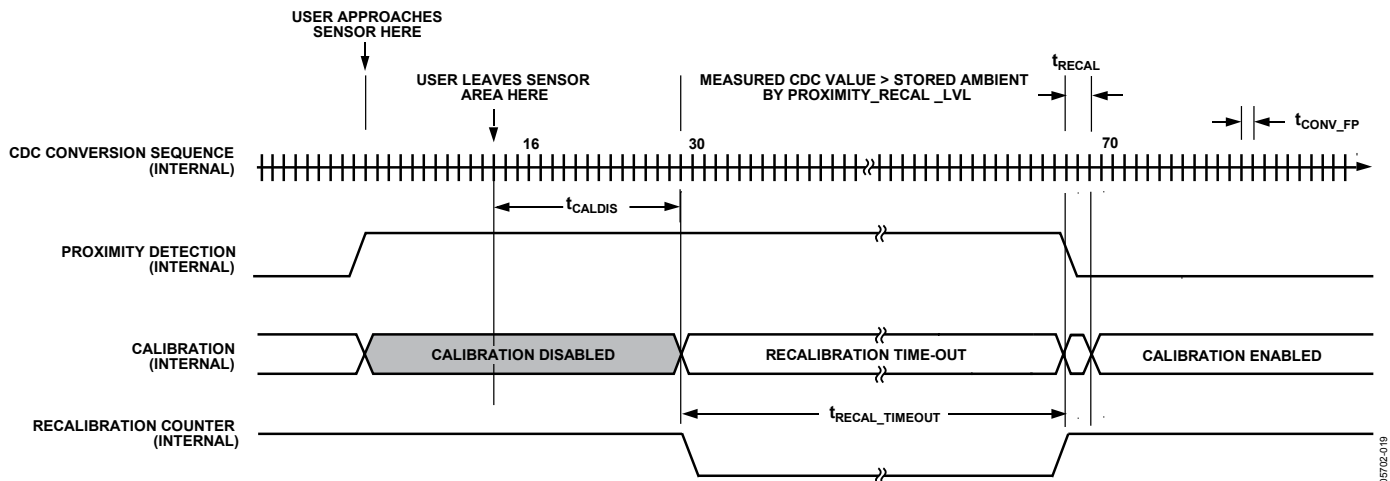 USER APPROACHES
SENSOR HERE
USER LEAVES SENSOR
AREA HERE
MEASURED CDC VALUE > STORED AMBIENT
BY PROXIMITY_RECAL _LVL
tRECAL
tCONV_FP
CDC CONVERSION SEQUENCE
(INTERNAL)
16
30
70
tCALDIS
PROXIMITY DETECTION
(INTERNAL)
CALIBRATION
(INTERNAL)
CALIBRATION DISABLED
RECALIBRATION TIME-OUT
CALIBRATION ENABLED
RECALIBRATION COUNTER
(INTERNAL)
tRECAL_TIMEOUT
05702-019